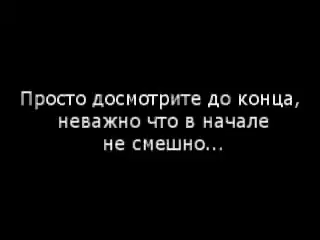 Просто досмотрите до конца,
неважно что в начале
не смешно...